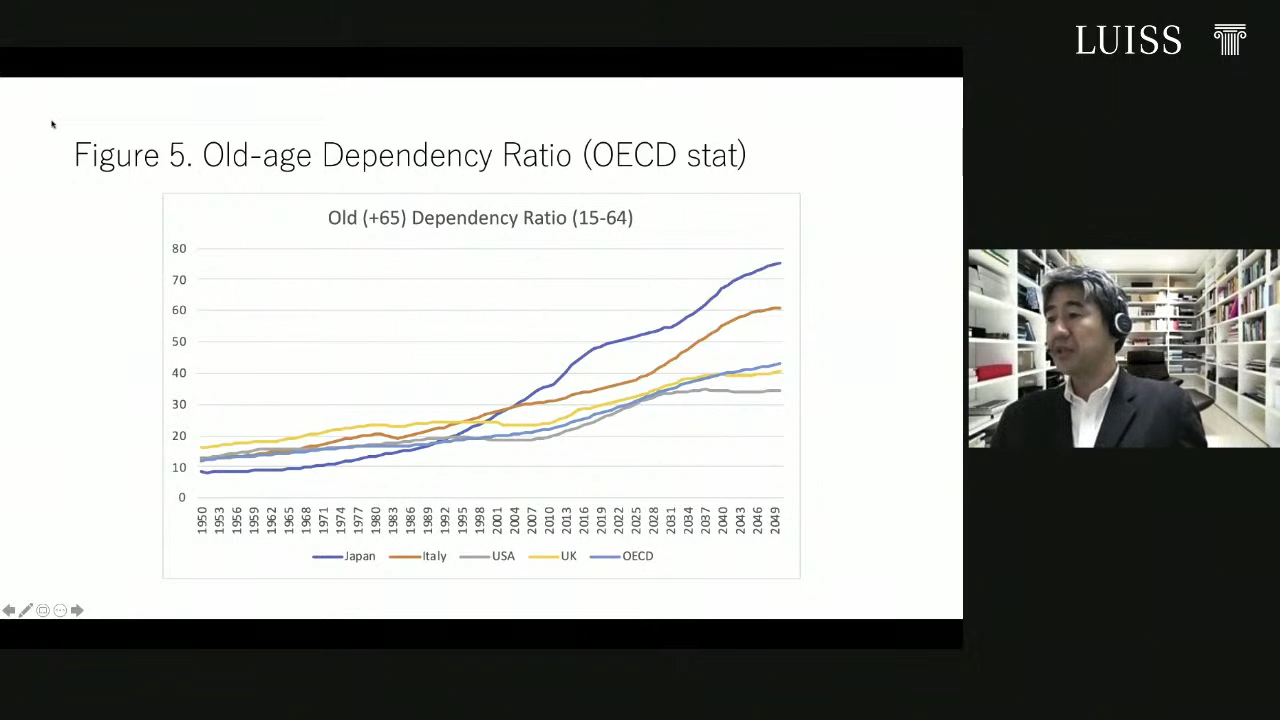 LUISS
Figure 5. Old-age Dependency Ratio (OECD stat)
Old (+65) Dependency Ratio (15-64)
80
70
60
50
40
30
20
10
0
1950 1953 1956 1959 1962 1965 1968 1971 1974 1977 1980 1983 1986 1989 1992 1995 1998 2001 2004 2007 2010 2013 2016 2019 2022 2025 2028 2031 2034 2037 2040 2043 2046 2049
Japan Italy USA UK OECD